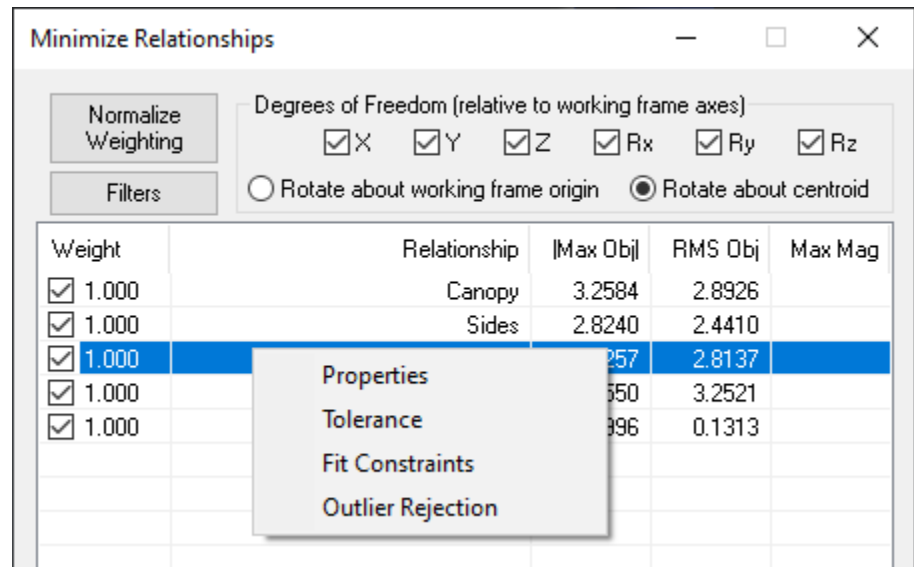 Minimize Relationships
Normalize Weighting
Filters
Degrees of Freedom (relative to working frame axes)
X Y Z Rx Ry Rz
Rotate about working frame origin Rotate about centroid
Weight Relationship |Max Obj| RMS Obj Max Mag
1.000 Canopy 3.2584 2.8926
1.000 Sides 2.8240 2.4410
1.000 257 2.8137
1.000 550 3.2521
1.000 996 0.1313
Properties
Tolerance
Fit Constraints
Outlier Rejection